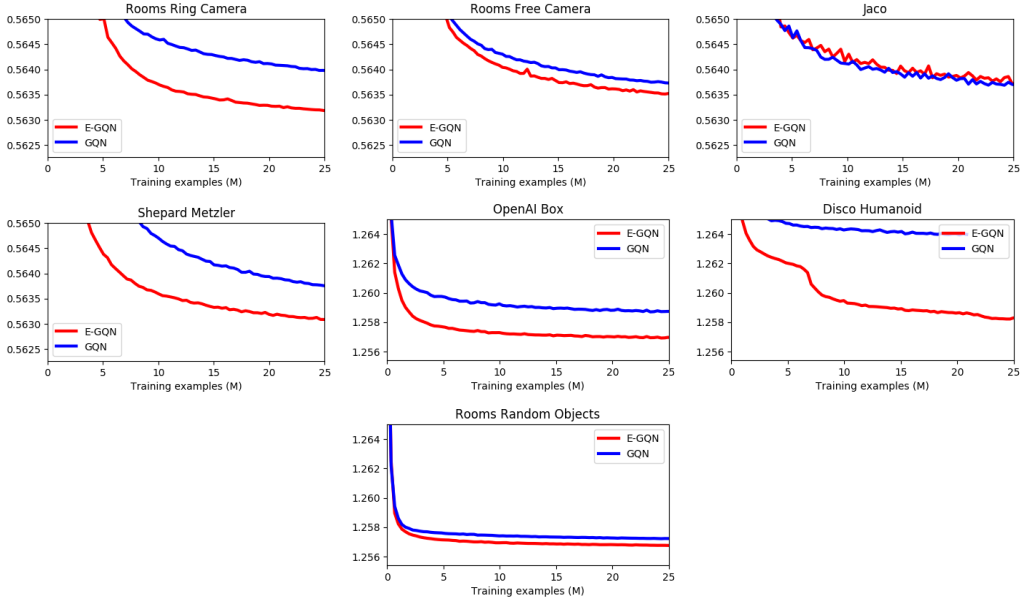 Rooms Ring Camera
0.5650
0.5645
0.5640
0.5635
0.5630
0.5625
E-GQN
GQN
0 5 10 15 20 25
Training examples (M)
Rooms Free Camera
0.5650
0.5645
0.5640
0.5635
0.5630
0.5625
E-GQN
GQN
0 5 10 15 20 25
Training examples (M)
Jaco
0.5650
0.5645
0.5640
0.5635
0.5630
0.5625
E-GQN
GQN
0 5 10 15 20 25
Training examples (M)
Shepard Metzler
0.5650
0.5645
0.5640
0.5635
0.5630
0.5625
E-GQN
GQN
0 5 10 15 20 25
Training examples (M)
OpenAI Box
1.264
1.262
1.260
1.258
1.256
E-GQN
GQN
0 5 10 15 20 25
Training examples (M)
Disco Humanoid
1.264
1.262
1.260
1.258
1.256
E-GQN
GQN
0 5 10 15 20 25
Training examples (M)
Rooms Random Objects
1.264
1.262
1.260
1.258
1.256
E-GQN
GQN
0 5 10 15 20 25
Training examples (M)